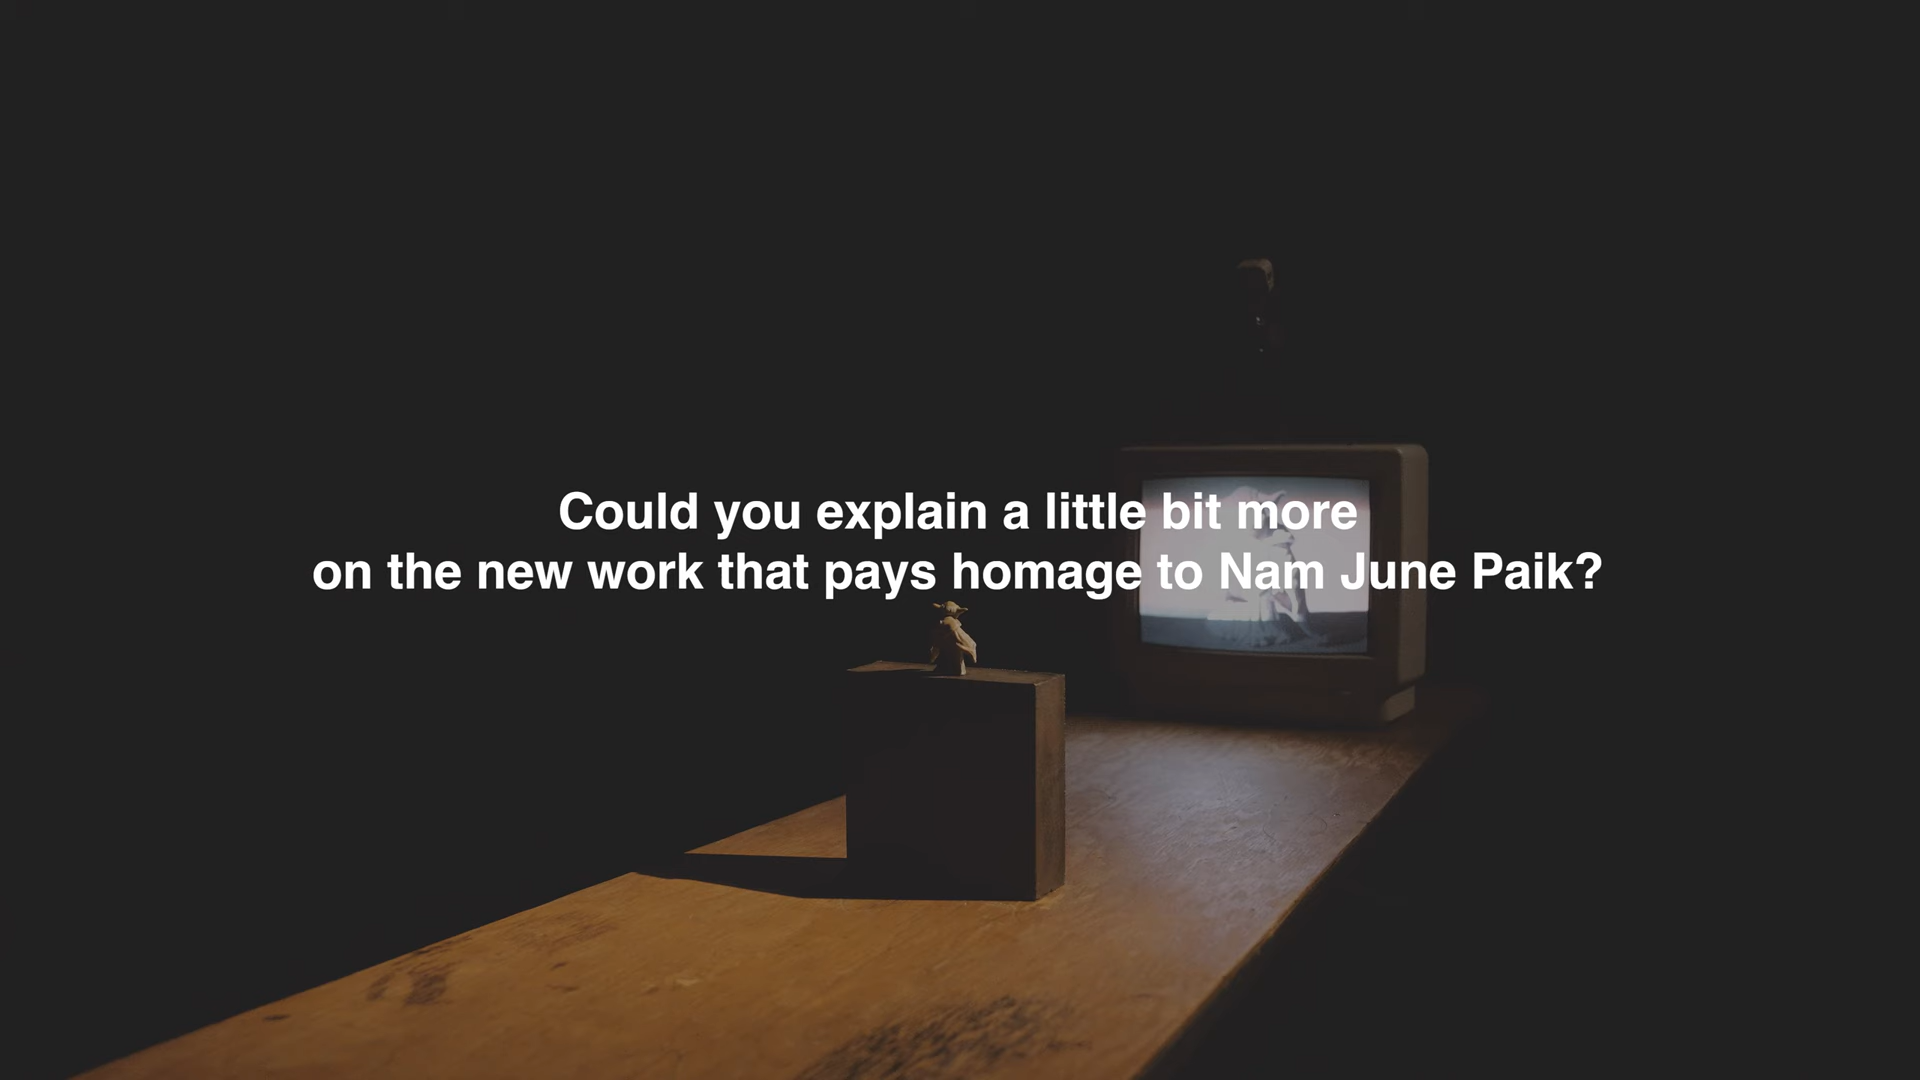 Could you explain a little bit more
on the new work that pays homage to Nam June Paik?